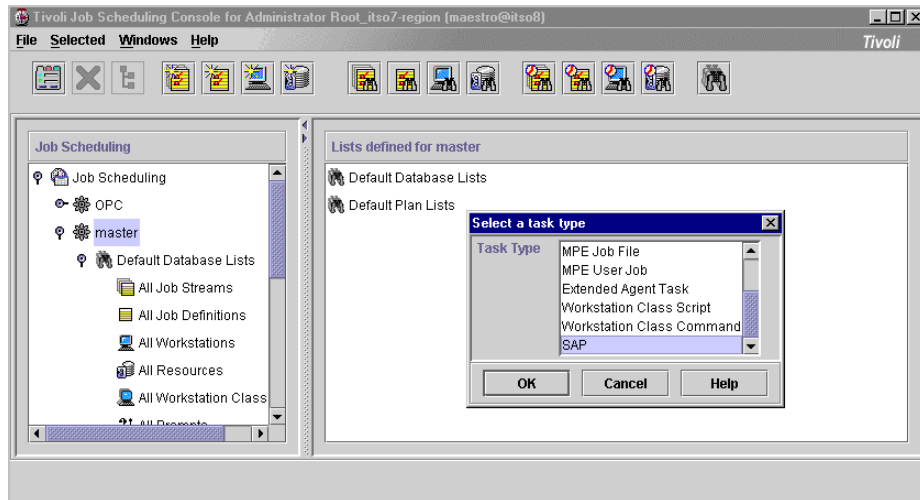 Tivoli Job Scheduling Console for Administrator Root_itso7-region (maestro@itso8)
File Selected Windows Help
Tivoli
Job Scheduling
Job Scheduling
OPC
master
Default Database Lists
All Job Streams
All Job Definitions
All Workstations
All Resources
All Workstation Class
All Prompts
Lists defined for master
Default Database Lists
Default Plan Lists
Select a task type
Task Type
MPE Job File
MPE User Job
Extended Agent Task
Workstation Class Script
Workstation Class Command
SAP
OK Cancel Help